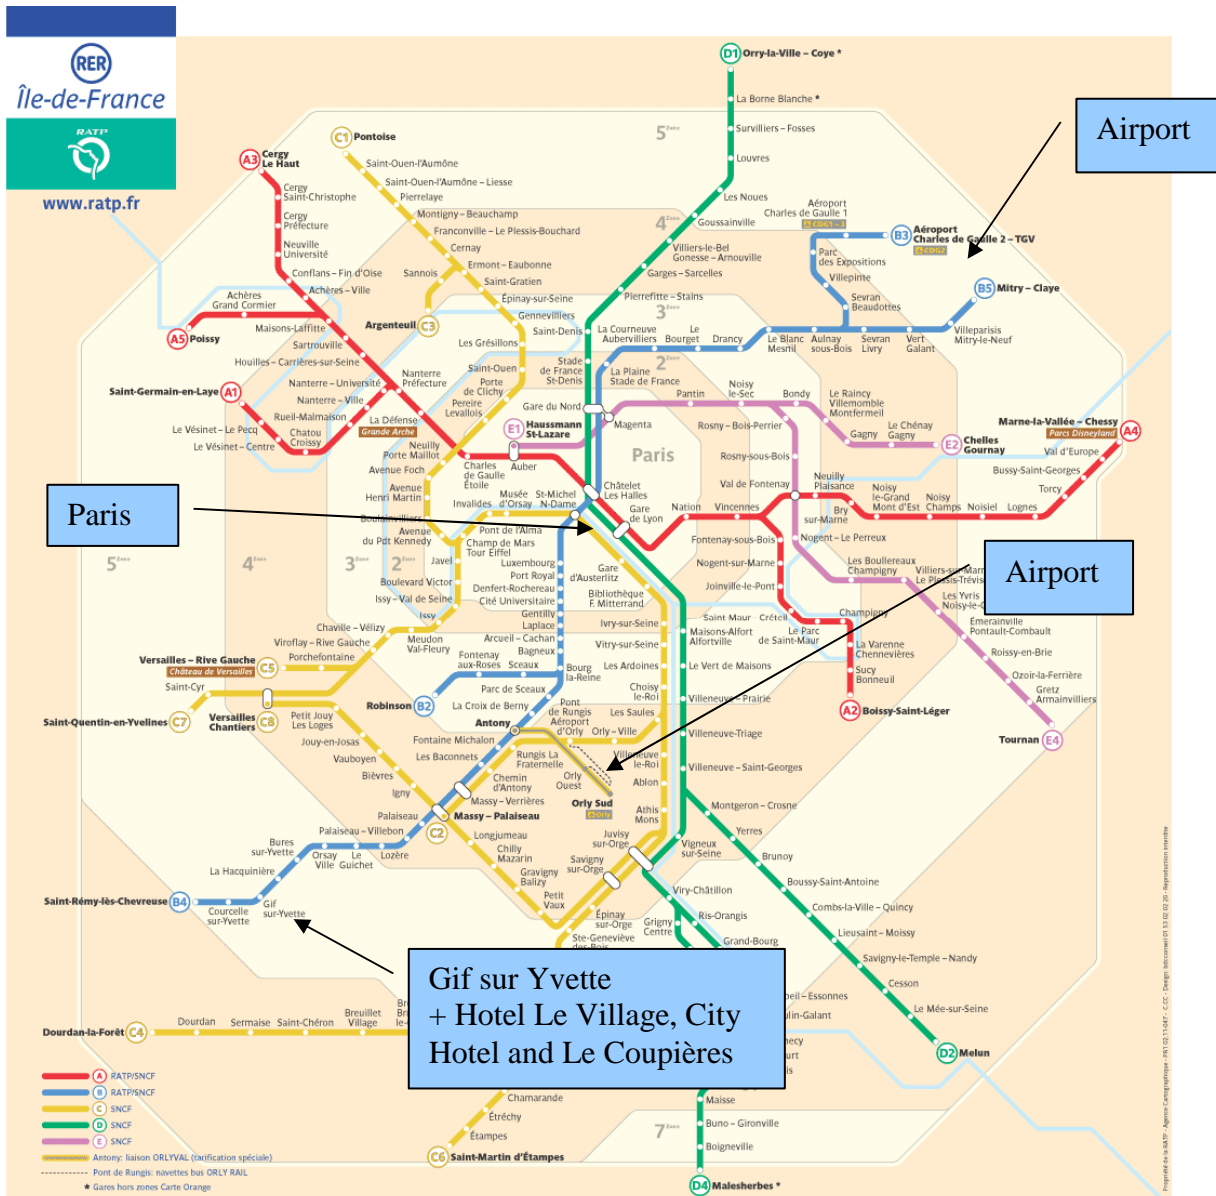 RER
Île-de-France
RATP
www.ratp.fr
D1 Orry-la-Ville – Coye *
La Borne Blanche *
Survilliers – Fosses
Louvres
Les Noues
Goussainville
Villiers-le-Bel
Gonesse – Arnouville
Garges – Sarcelles
Pierrefitte – Stains
Saint-Denis
Stade
de France
St-Denis
Gare du Nord
5 Zone
4 Zone
3 Zone
2 Zone
Airport
C1 Pontoise
Saint-Ouen-l'Aumône
Saint-Ouen-l'Aumône – Liesse
Pierrelaye
Montigny – Beauchamp
Franconville – Le Plessis-Bouchard
Cernay
Ermont – Eaubonne
Sannois
Saint-Gratien
Argenteuil C3
Épinay-sur-Seine
Gennevilliers
Les Grésillons
Saint-Ouen
Porte
de Clichy
Pereire
Levallois
Neuilly
Porte Maillot
Avenue Foch
Avenue
Henri Martin
Boulainvilliers
Avenue
du Pdt Kennedy
A3 Cergy
Le Haut
Cergy
Saint-Christophe
Cergy
Préfecture
Neuville
Université
Conflans – Fin d'Oise
Achères – Ville
Achères
Grand Cormier
A5 Poissy
Maisons-Laffitte
Sartrouville
Houilles – Carrières-sur-Seine
Nanterre – Université
Nanterre
Préfecture
Saint-Germain-en-Laye A1
Nanterre – Ville
Rueil-Malmaison
La Défense
Grande Arche
Le Vésinet – Le Pecq
Chatou
Croissy
Le Vésinet – Centre
Aéroport
Charles de Gaulle 1
CDG1 – 3
B3 Aéroport
Charles de Gaulle 2 – TGV
CDG2
Parc
des Expositions
Villepinte
Sevran
Beaudottes
B5 Mitry – Claye
Villeparisis
Mitry-le-Neuf
La Courneuve
Aubervilliers
Le
Bourget
Drancy
Le Blanc
Mesnil
Aulnay
sous-Bois
Sevran
Livry
Vert
Galant
La Plaine
Stade de France
E1 Haussmann
St-Lazare
Magenta
Pantin
Noisy
le-Sec
Bondy
Le Raincy
Villemomble
Montfermeil
Rosny – Bois-Perrier
Gagny
Le Chénay
Gagny
E2 Chelles
Gournay
Rosny-sous-Bois
Val de Fontenay
Marne-la-Vallée – Chessy A4
Parcs Disneyland
Val d'Europe
Bussy-Saint-Georges
Torcy
Neuilly
Plaisance
Bry
sur-Marne
Noisy
le-Grand
Mont d'Est
Noisy
Champs
Noisiel
Lognes
Paris
Auber
Charles
de Gaulle
Étoile
Châtelet
Les Halles
Gare
de Lyon
Nation
Vincennes
Invalides
Musée
d'Orsay
St-Michel
N-Dame
Pont de l'Alma
Champ de Mars
Tour Eiffel
Javel
Boulevard Victor
Issy – Val de Seine
Issy
Meudon
Val-Fleury
Paris
5 Zone
4 Zone
3 Zone
2 Zone
Luxembourg
Port Royal
Denfert-Rochereau
Cité Universitaire
Gentilly
Laplace
Arcueil – Cachan
Bagneux
Bourg
la-Reine
Gare
d'Austerlitz
Bibliothèque
F. Mitterrand
Ivry-sur-Seine
Vitry-sur-Seine
Les Ardoines
Choisy
le-Roi
Les Saules
Villeneuve
le-Roi
Ablon
Athis
Mons
Juvisy
sur-Orge
Savigny
sur-Orge
Fontenay-sous-Bois
Nogent-sur-Marne
Joinville-le-Pont
Saint Maur
Créteil
Le Parc
de Saint-Maur
Champigny
La Varenne
Chennevières
Sucy
Bonneuil
A2 Boissy-Saint-Léger
Nogent – Le Perreux
Les Boullereaux
Champigny
Villiers-sur-Marn
Le Plessis-Trévis
Les Yvris
Noisy-le-G
Émerainville
Pontault-Combault
Roissy-en-Brie
Ozoir-la-Ferrière
Gretz
Armainvilliers
Tournan E4
Airport
Maisons-Alfort
Alfortville
Le Vert de Maisons
Villeneuve – Prairie
Villeneuve-Triage
Villeneuve – Saint-Georges
Montgeron – Crosne
Yerres
Brunoy
Boussy-Saint-Antoine
Combs-la-Ville – Quincy
Lieusaint – Moissy
Savigny-le-Temple – Nandy
Cesson
Le Mée-sur-Seine
D2 Melun
Vigneux
sur-Seine
Viry-Châtillon
Ris-Orangis
Grigny
Centre
Grand-Bourg
Chaville – Vélizy
Viroflay – Rive Gauche
Porchefontaine
Versailles – Rive Gauche C5
Château de Versailles
Saint-Cyr
Saint-Quentin-en-Yvelines C7
Versailles
Chantiers C8
Petit Jouy
Les Loges
Jouy-en-Josas
Vauboyen
Bièvres
Igny
Fontenay
aux-Roses
Sceaux
Robinson B2
Parc de Sceaux
La Croix de Berny
Antony
Fontaine Michalon
Les Baconnets
Pont
de Rungis
Aéroport
d'Orly
Orly – Ville
Rungis La
Fraternelle
Chemin
d'Antony
Orly
Ouest
Orly Sud
Orly
Massy – Verrières
Massy – Palaiseau
C2
Palaiseau
Palaiseau – Villebon
Lozère
Le
Guichet
Orsay
Ville
Bures
sur-Yvette
La Hacquinière
Gif
sur-Yvette
Courcelle
sur-Yvette
Saint-Rémy-lès-Chevreuse B4
Longjumeau
Chilly
Mazarin
Gravigny
Balizy
Petit
Vaux
Épinay
sur-Orge
Ste-Geneviève
des-Bois
Gif sur Yvette
+ Hotel Le Village, City
Hotel and Le Coupières
Dourdan-la-Forêt C4
Dourdan
Sermaise
Saint-Chéron
Breuillet
Village
Chamarande
Étréchy
Étampes
C6 Saint-Martin d'Étampes
Maisse
Buno – Gironville
Boigneville
D4 Malesherbes *
7 Zone
A RATP/SNCF
B RATP/SNCF
C SNCF
D SNCF
E SNCF
Antony: liaison ORLYVAL (tarification spéciale)
Pont de Rungis: navettes bus ORLY RAIL
* Gares hors zones Carte Orange